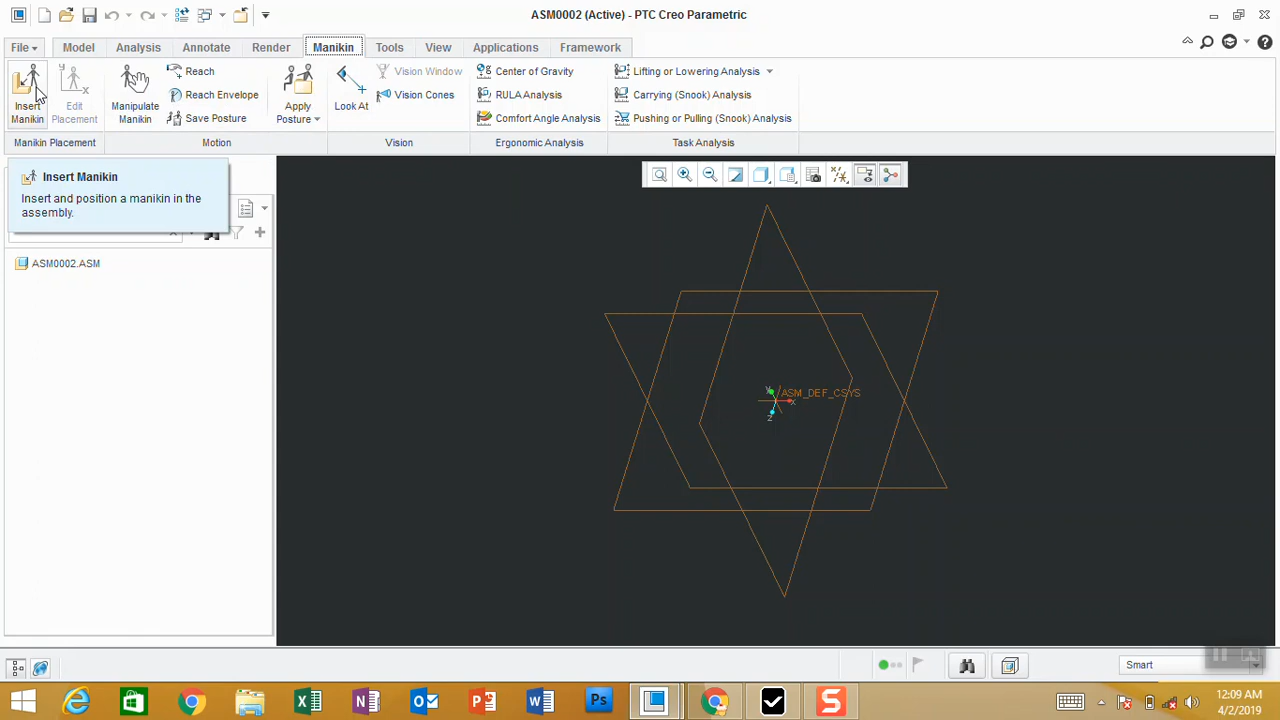 ASM0002 (Active) - PTC Creo Parametric
File Model Analysis Annotate Render Manikin Tools View Applications Framework
Insert Manikin
Edit Placement
Manikin Placement
Manipulate Manikin
Reach
Reach Envelope
Save Posture
Apply Posture
Motion
Look At
Vision Window
Vision Cones
Vision
Center of Gravity
RULA Analysis
Comfort Angle Analysis
Ergonomic Analysis
Lifting or Lowering Analysis
Carrying (Snook) Analysis
Pushing or Pulling (Snook) Analysis
Task Analysis
Insert Manikin
Insert and position a manikin in the
assembly.
ASM0002.ASM
Y
ASM_DEF_CSYS
X
Z
Smart
12:09 AM
4/2/2019